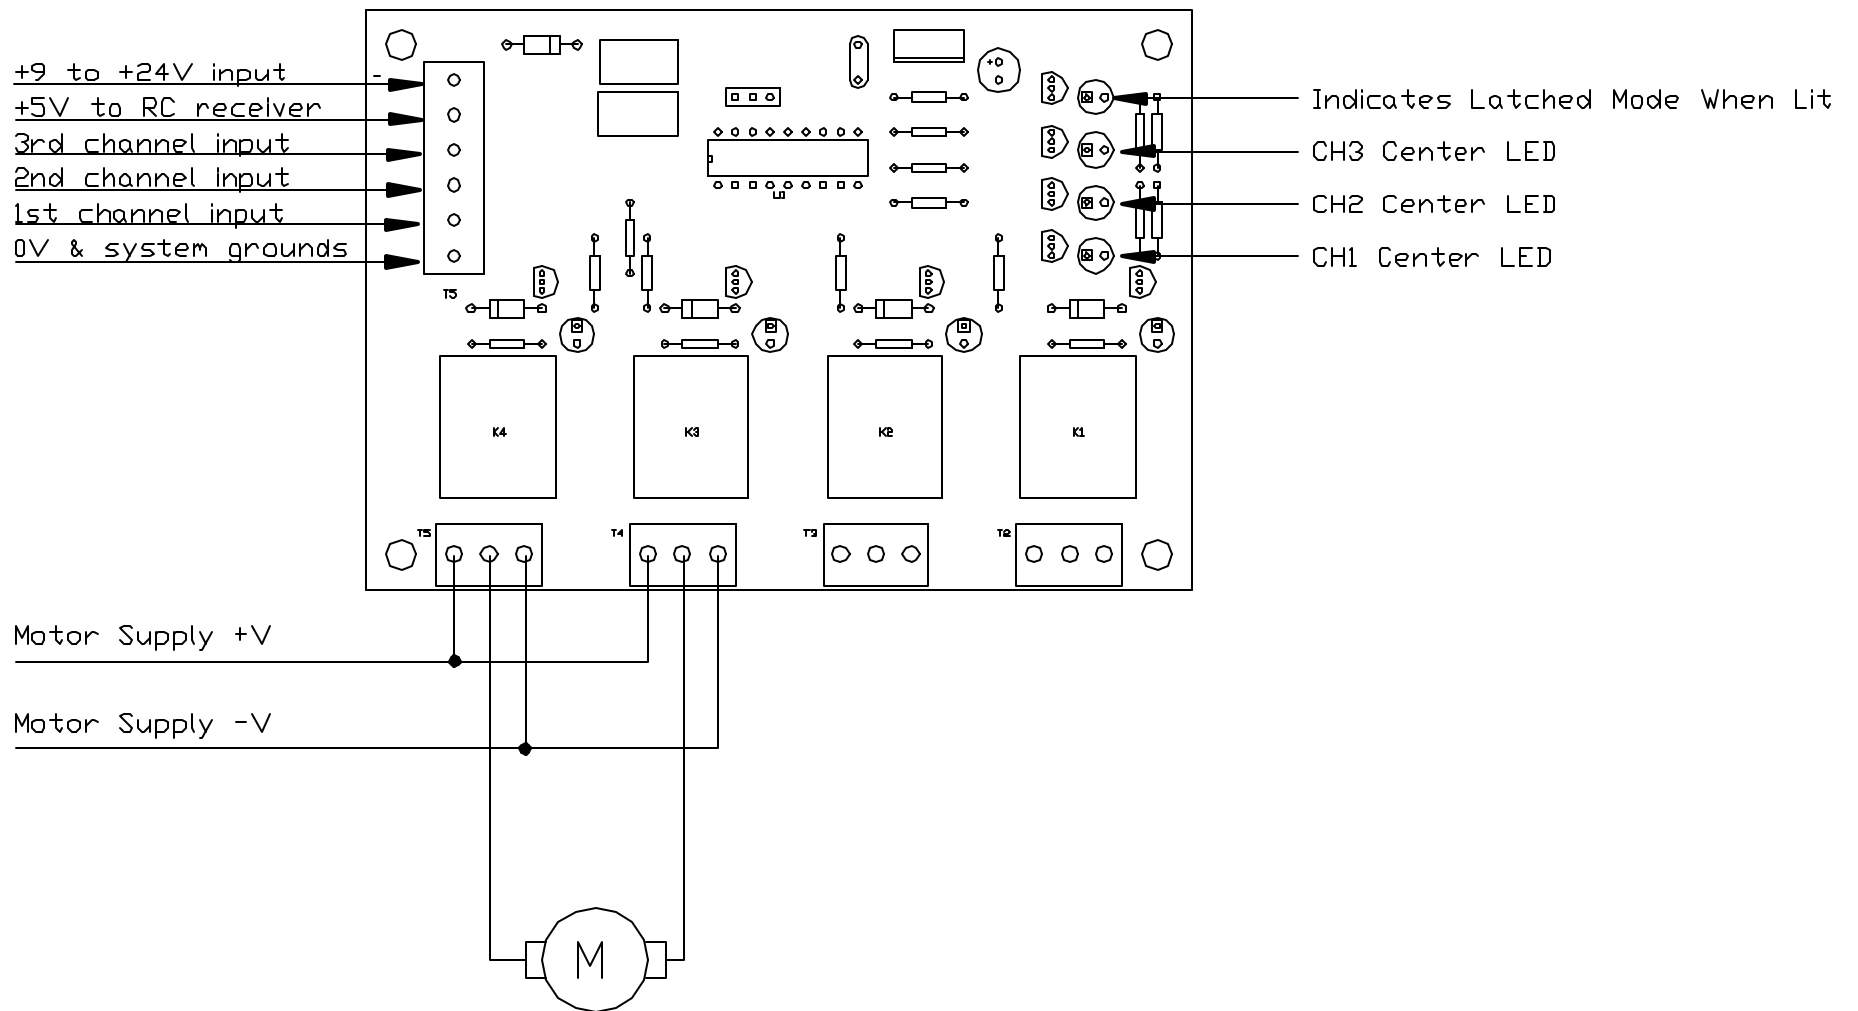 +9 to +24V input
+5V to RC receiver
3rd channel input
2nd channel input
1st channel input
0V & system grounds
Indicates Latched Mode When Lit
CH3 Center LED
CH2 Center LED
CH1 Center LED
-
+
T5
K4
K3
K2
K1
T5
T4
T3
T2
Motor Supply +V
Motor Supply -V
M